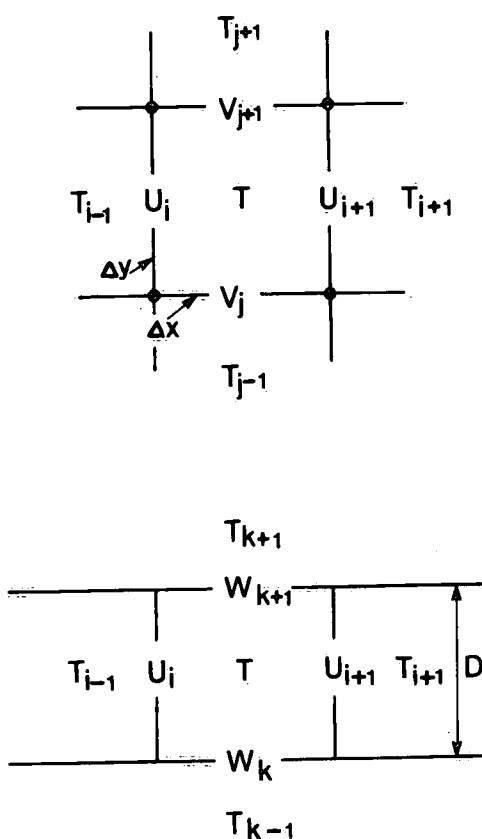 T_{j+1}
V_{j+1}
T_{i-1} U_i T U_{i+1} T_{i+1}
Δy
V_j
Δx
T_{j-1}
T_{k+1}
W_{k+1}
T_{i-1} U_i T U_{i+1} T_{i+1} D
W_k
T_{k-1}